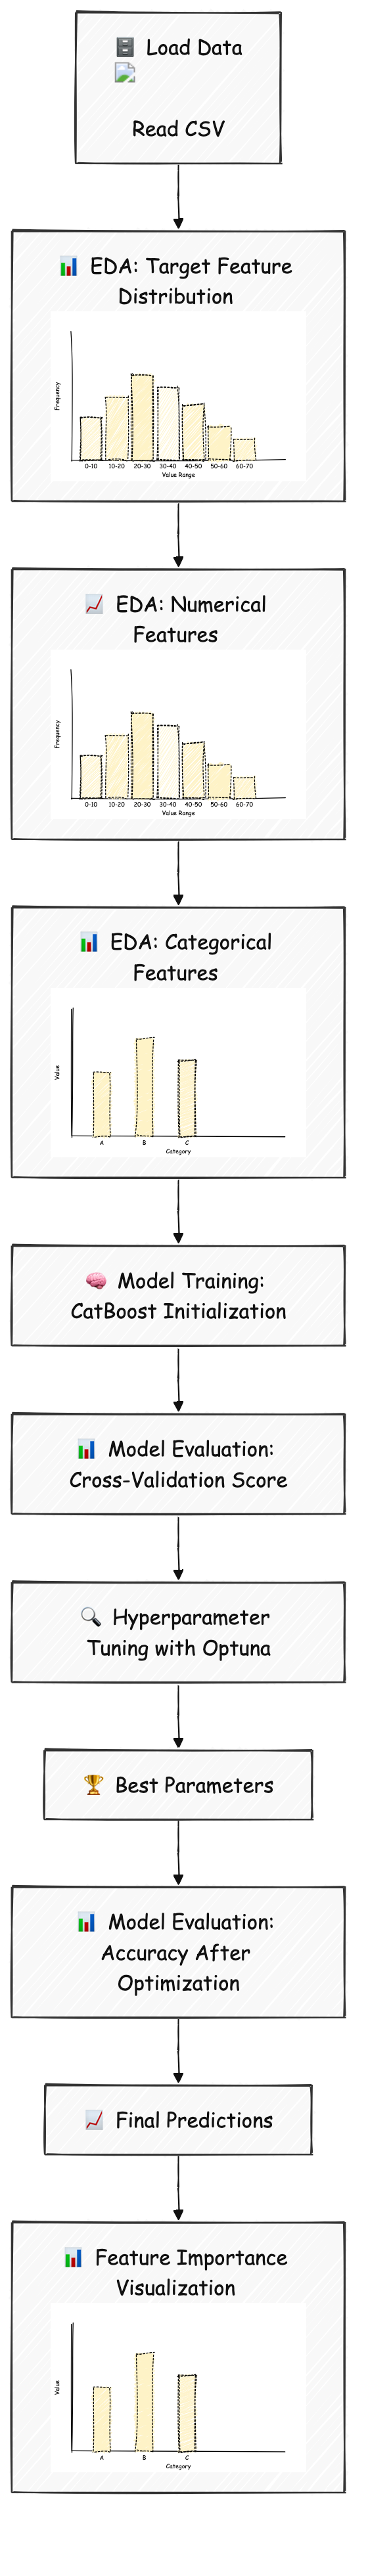 Load Data
Read CSV
EDA: Target Feature
Distribution
Frequency
0-10 10-20 20-30 30-40 40-50 50-60 60-70
Value Range
EDA: Numerical
Features
Frequency
0-10 10-20 20-30 30-40 40-50 50-60 60-70
Value Range
EDA: Categorical
Features
Value
A B C
Category
Model Training:
CatBoost Initialization
Model Evaluation:
Cross-Validation Score
Hyperparameter
Tuning with Optuna
Best Parameters
Model Evaluation:
Accuracy After
Optimization
Final Predictions
Feature Importance
Visualization
Value
A B C
Category